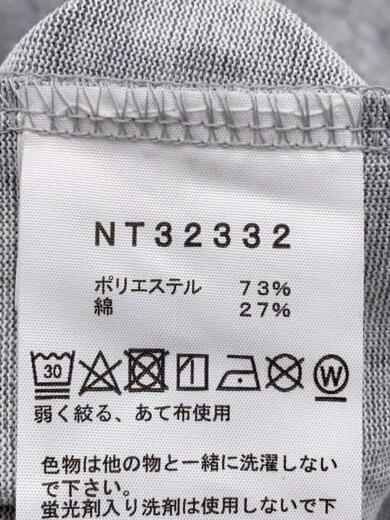 NT32332
ポリエステル 73%
綿 27%
30 W
弱く絞る、あて布使用
色物は他の物と一緒に洗濯しない
で下さい。
蛍光剤入り洗剤は使用しないで下